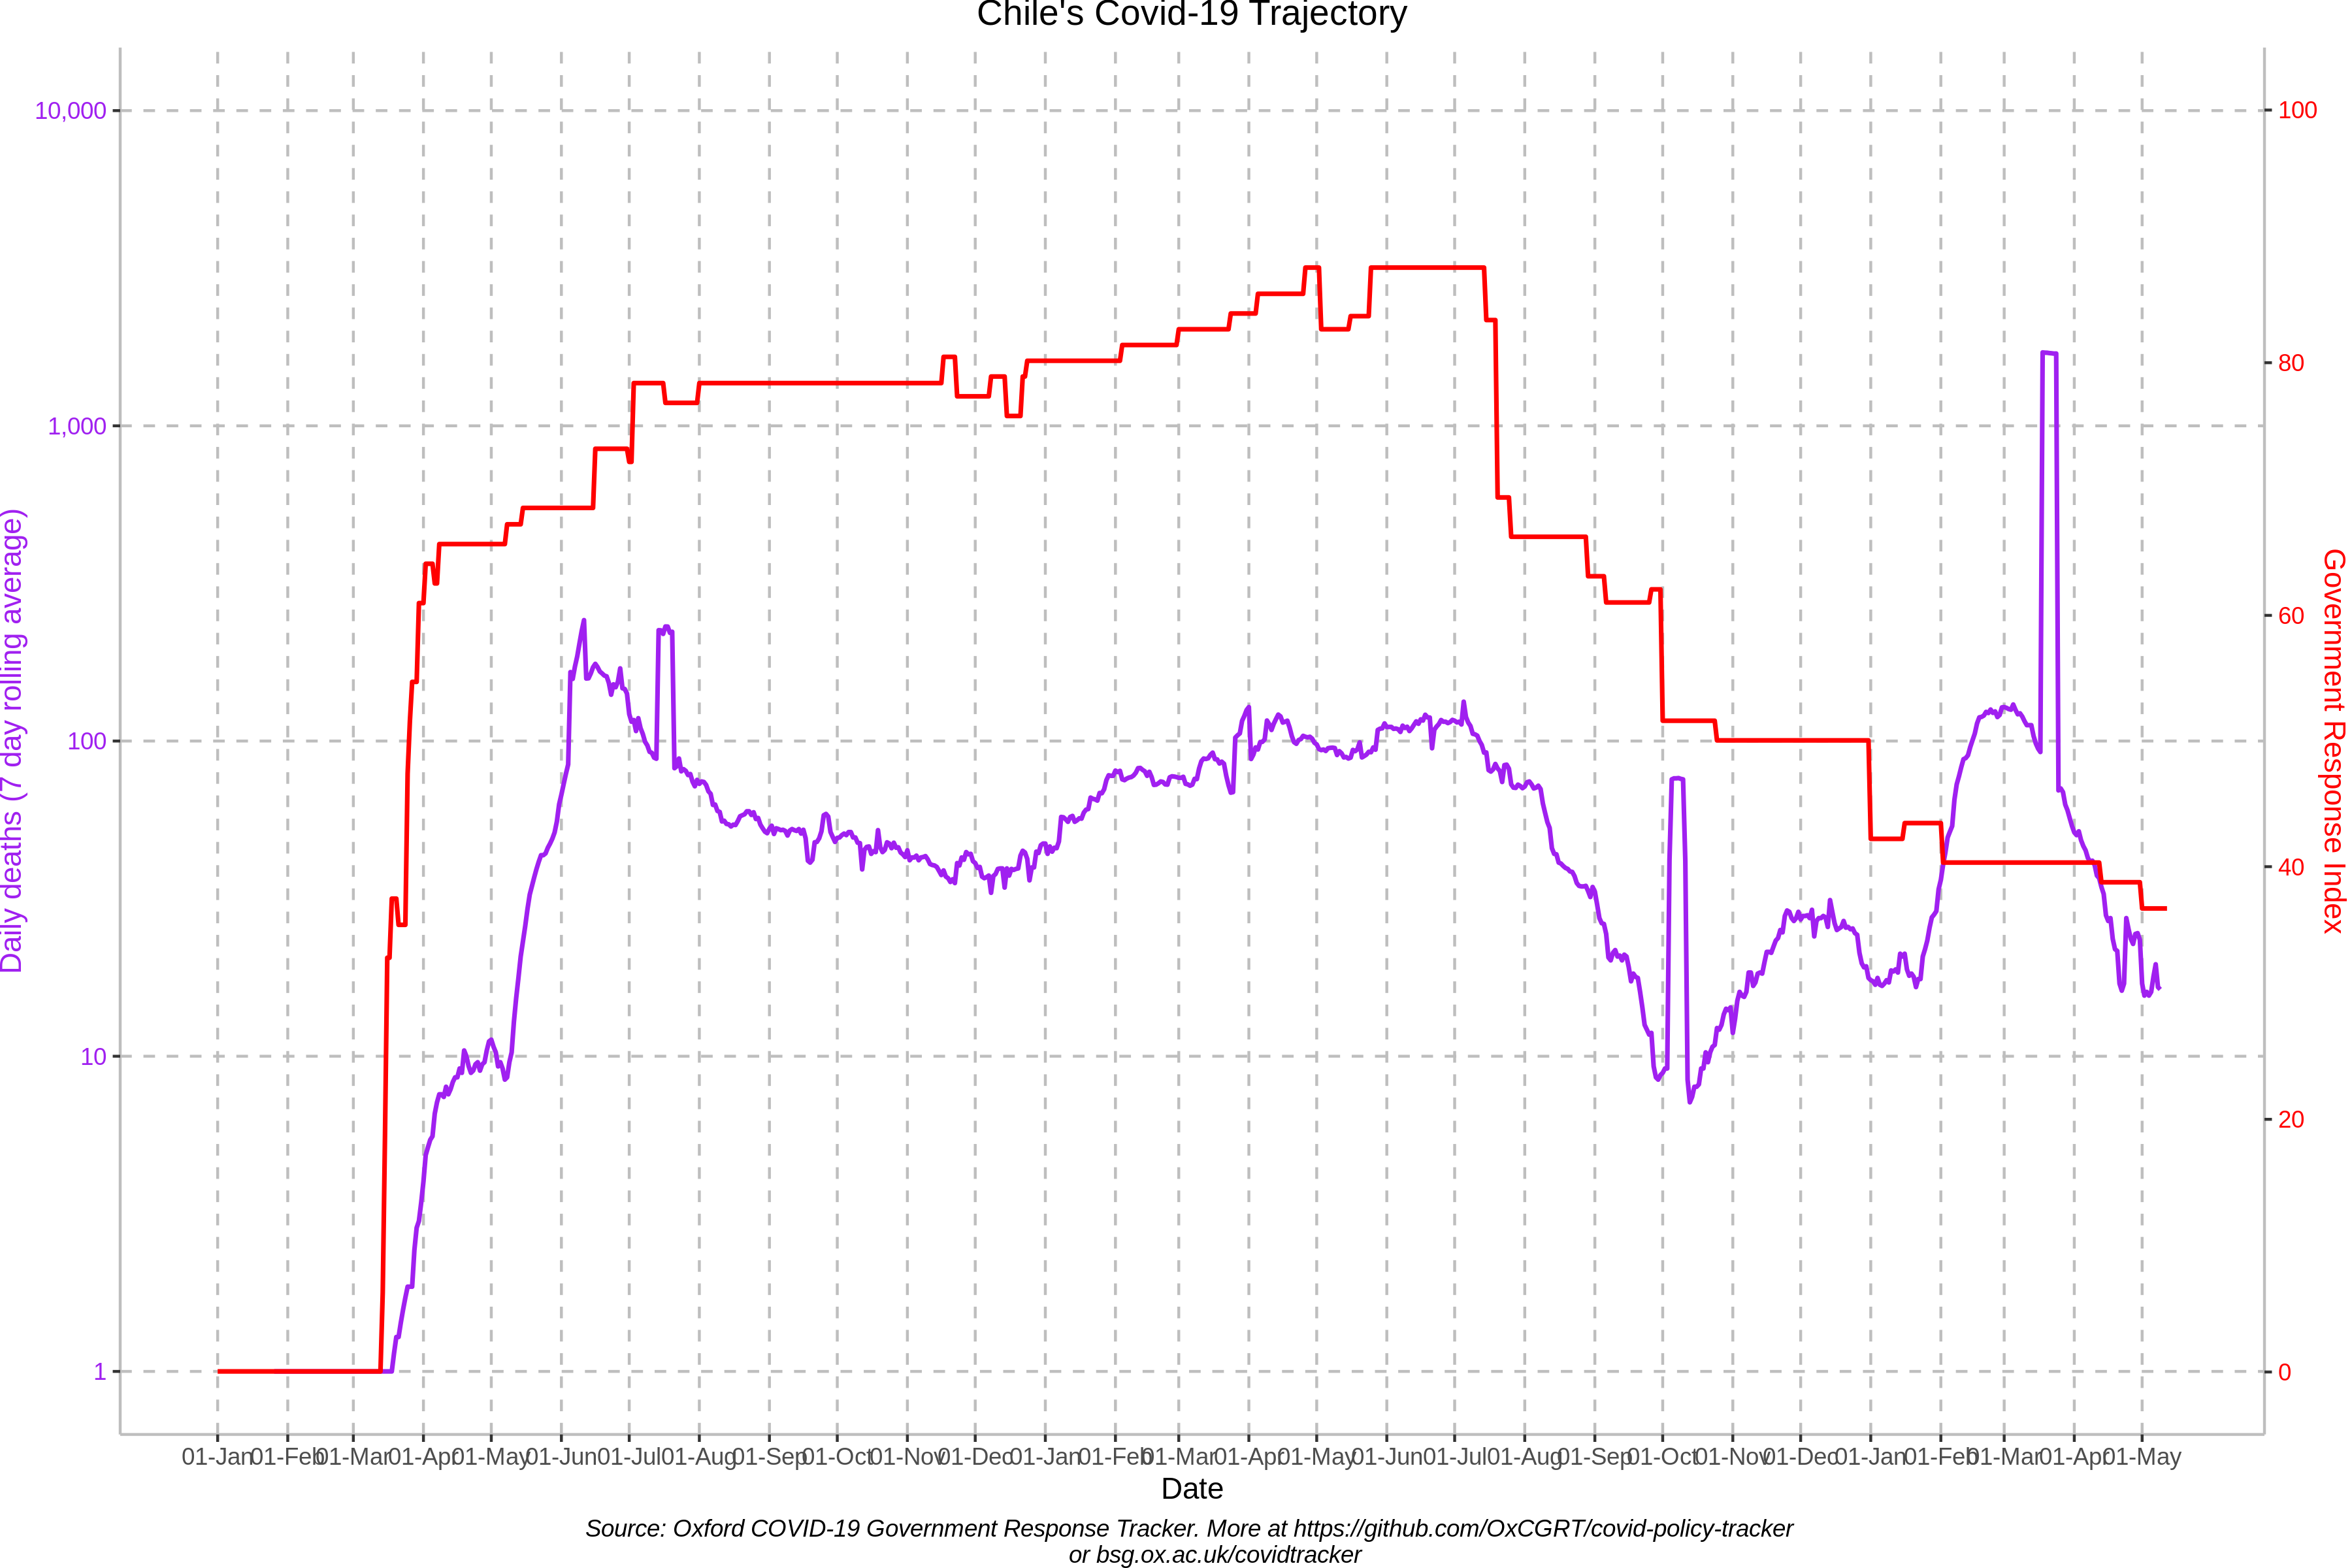 Chile's Covid-19 Trajectory
10,000
1,000
100
10
1
Daily deaths (7 day rolling average)
100
80
60
40
20
0
Government Response Index
01-Jan 01-Feb 01-Mar 01-Apr 01-May 01-Jun 01-Jul 01-Aug 01-Sep 01-Oct 01-Nov 01-Dec 01-Jan 01-Feb 01-Mar 01-Apr 01-May 01-Jun 01-Jul 01-Aug 01-Sep 01-Oct 01-Nov 01-Dec 01-Jan 01-Feb 01-Mar 01-Apr 01-May
Date
Source: Oxford COVID-19 Government Response Tracker. More at https://github.com/OxCGRT/covid-policy-tracker
or bsg.ox.ac.uk/covidtracker